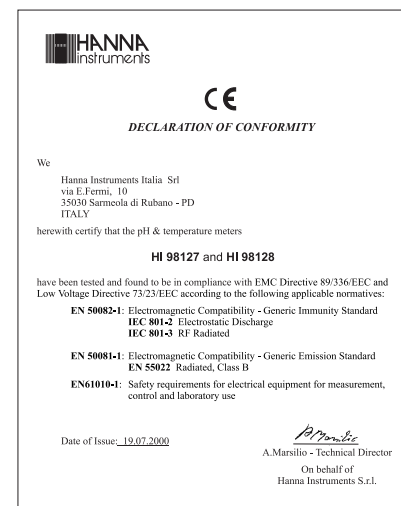 HANNA
instruments
CE
DECLARATION OF CONFORMITY
We
Hanna Instruments Italia Srl
via E.Fermi, 10
35030 Sarmeola di Rubano - PD
ITALY
herewith certify that the pH & temperature meters
HI 98127 and HI 98128
have been tested and found to be in compliance with EMC Directive 89/336/EEC and
Low Voltage Directive 73/23/EEC according to the following applicable normatives:
EN 50082-1: Electromagnetic Compatibility - Generic Immunity Standard
IEC 801-2 Electrostatic Discharge
IEC 801-3 RF Radiated
EN 50081-1: Electromagnetic Compatibility - Generic Emission Standard
EN 55022 Radiated, Class B
EN61010-1: Safety requirements for electrical equipment for measurement,
control and laboratory use
Date of Issue: 19.07.2000
A.Marsilio
A.Marsilio - Technical Director
On behalf of
Hanna Instruments S.r.l.